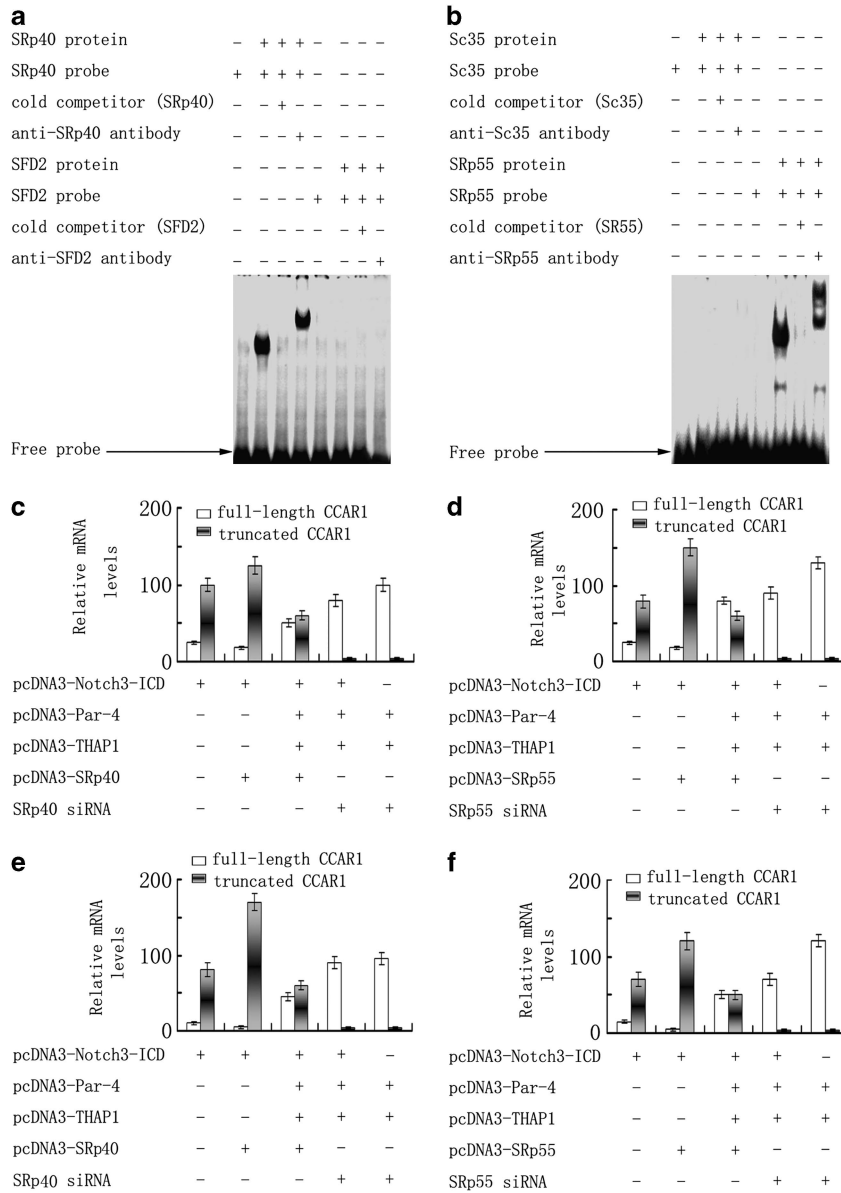 a
SRp40 protein − + + + − − − −
SRp40 probe + + + + − − − −
cold competitor (SRp40) − − + − − − − −
anti-SRp40 antibody − − − + − − − −
SFD2 protein − − − − − + + +
SFD2 probe − − − − + + + +
cold competitor (SFD2) − − − − − − + −
anti-SFD2 antibody − − − − − − − +
Free probe
b
Sc35 protein − + + + − − − −
Sc35 probe + + + + − − − −
cold competitor (Sc35) − − + − − − − −
anti-Sc35 antibody − − − + − − − −
SRp55 protein − − − − − + + +
SRp55 probe − − − − + + + +
cold competitor (SR55) − − − − − − + −
anti-SRp55 antibody − − − − − − − +
Free probe
c
Relative mRNA
levels
200
100
0
full-length CCAR1
truncated CCAR1
pcDNA3-Notch3-ICD + + + + −
pcDNA3-Par-4 − − + + +
pcDNA3-THAP1 − − + + +
pcDNA3-SRp40 − + + − −
SRp40 siRNA − − − + +
d
Relative mRNA
levels
200
100
0
full-length CCAR1
truncated CCAR1
pcDNA3-Notch3-ICD + + + + −
pcDNA3-Par-4 − − + + +
pcDNA3-THAP1 − − + + +
pcDNA3-SRp55 − + + − −
SRp55 siRNA − − − + +
e
Relative mRNA
levels
200
100
0
full-length CCAR1
truncated CCAR1
pcDNA3-Notch3-ICD + + + + −
pcDNA3-Par-4 − − + + +
pcDNA3-THAP1 − − + + +
pcDNA3-SRp40 − + + − −
SRp40 siRNA − − − + +
f
Relative mRNA
levels
200
100
0
full-length CCAR1
truncated CCAR1
pcDNA3-Notch3-ICD + + + + −
pcDNA3-Par-4 − − + + +
pcDNA3-THAP1 − − + + +
pcDNA3-SRp55 − + + − −
SRp55 siRNA − − − + +